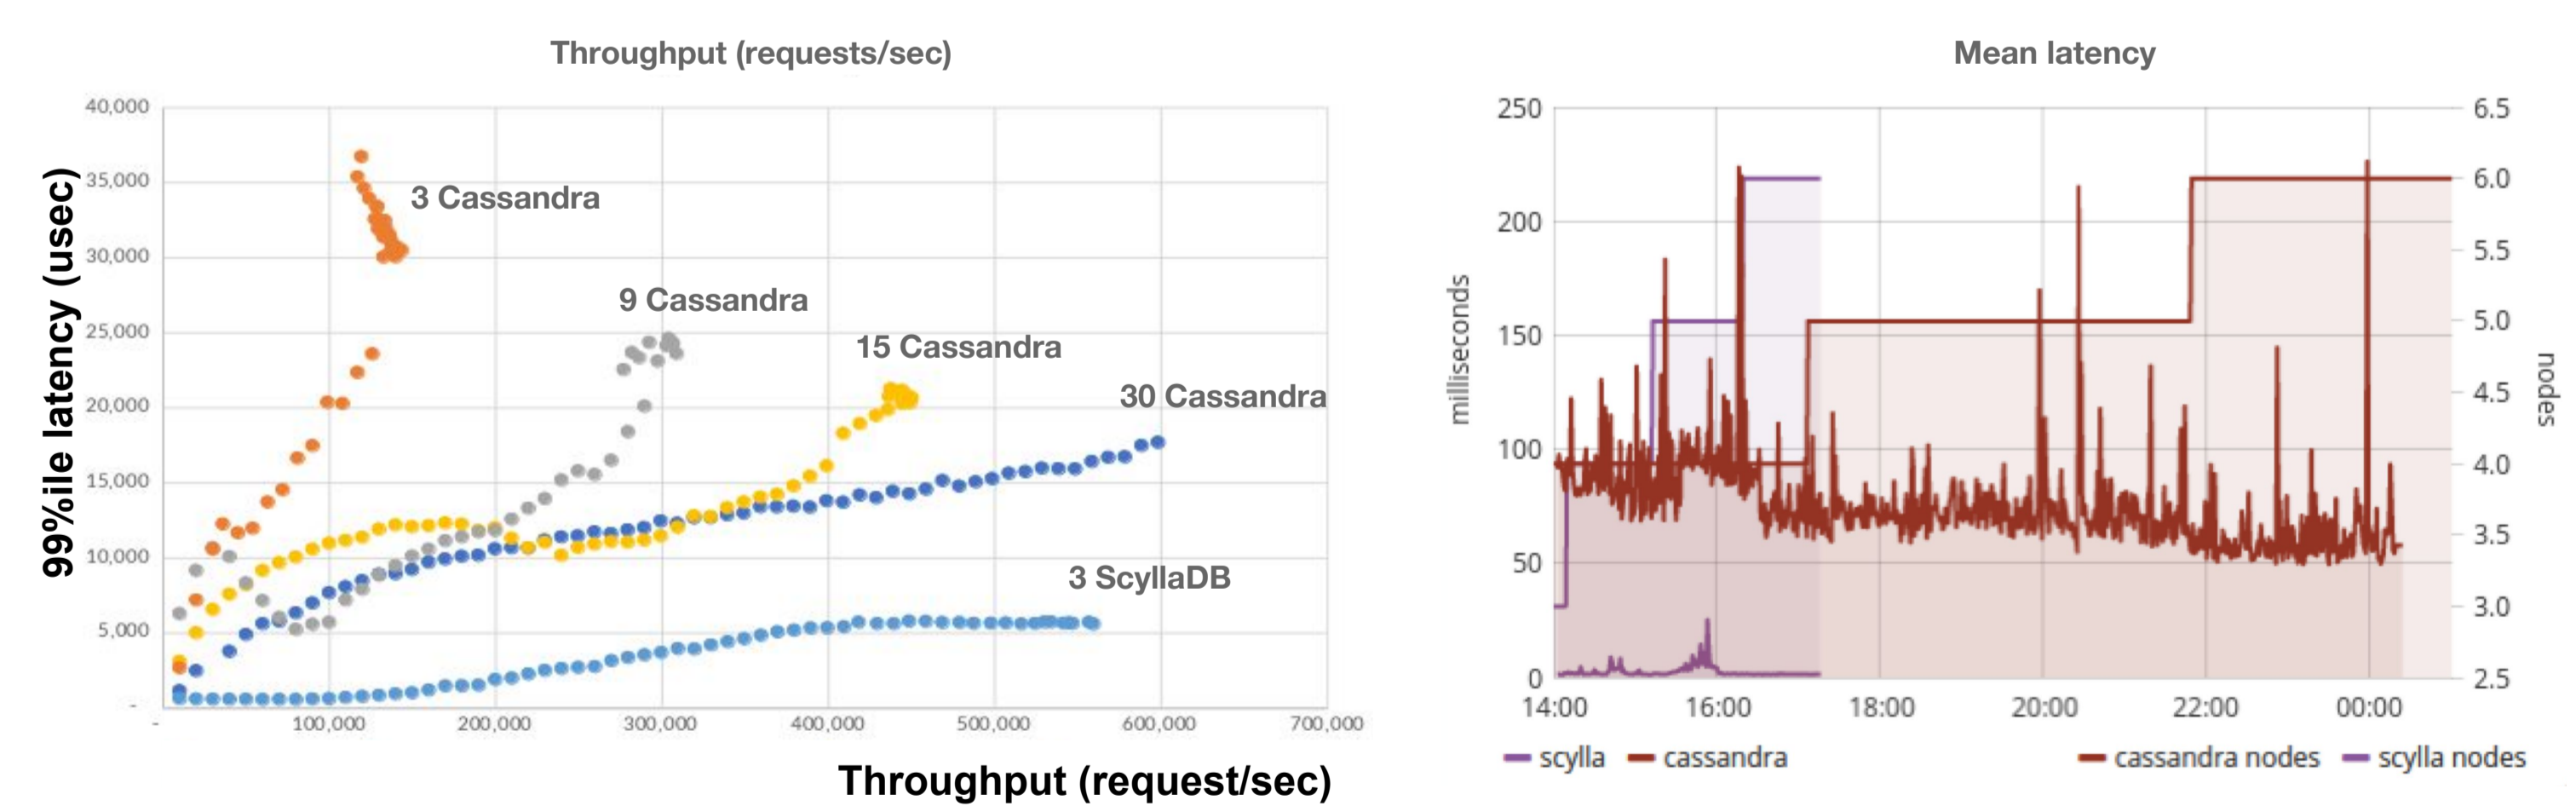 Throughput (requests/sec)
99%ile latency (usec)
40,000
35,000
30,000
25,000
20,000
15,000
10,000
5,000
-
3 Cassandra
9 Cassandra
15 Cassandra
30 Cassandra
3 ScyllaDB
-
100,000
200,000
300,000
400,000
500,000
600,000
700,000
Throughput (request/sec)
Mean latency
milliseconds
250
200
150
100
50
0
6.5
6.0
5.5
5.0
4.5
4.0
3.5
3.0
2.5
nodes
14:00
16:00
18:00
20:00
22:00
00:00
scylla
cassandra
cassandra nodes
scylla nodes